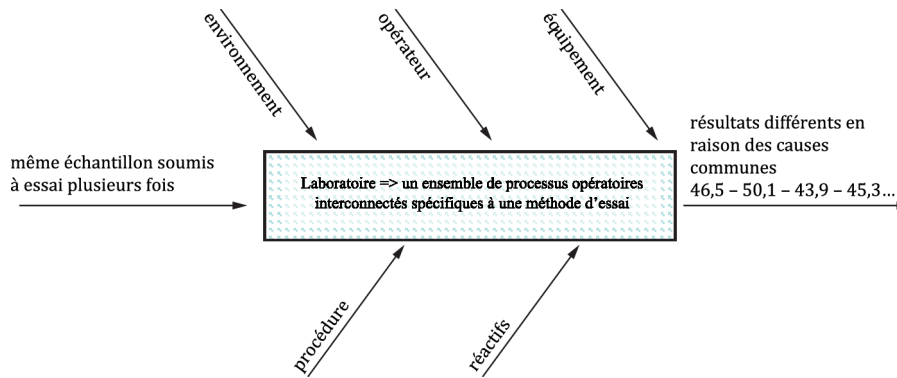 environnement
opérateur
équipement
même échantillon soumis
à essai plusieurs fois
Laboratoire => un ensemble de processus opératoires
interconnectés spécifiques à une méthode d'essai
résultats différents en
raison des causes
communes
46,5 – 50,1 – 43,9 – 45,3...
procédure
réactifs